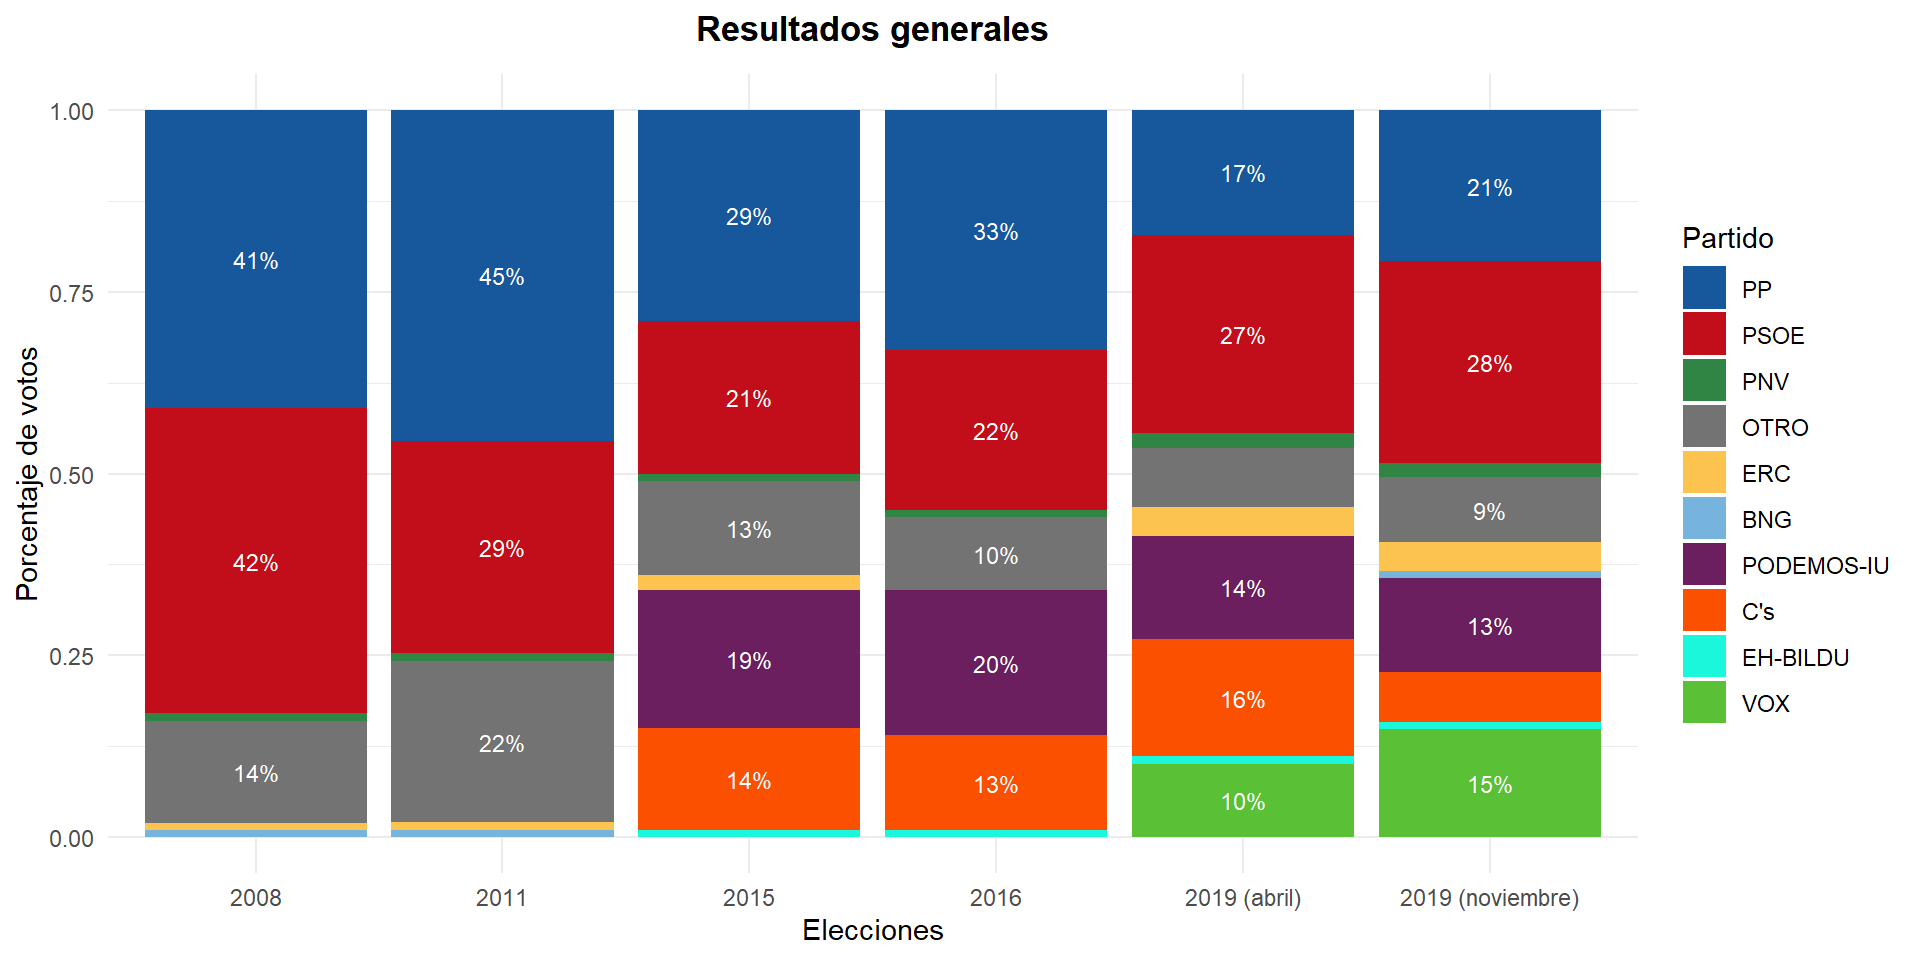 Resultados generales
Porcentaje de votos
1.00
0.75
0.50
0.25
0.00
41%
42%
14%
45%
29%
22%
29%
21%
13%
19%
14%
33%
22%
10%
20%
13%
17%
27%
14%
16%
10%
21%
28%
9%
13%
15%
2008
2011
2015
2016
2019 (abril)
2019 (noviembre)
Elecciones
Partido
PP
PSOE
PNV
OTRO
ERC
BNG
PODEMOS-IU
C's
EH-BILDU
VOX